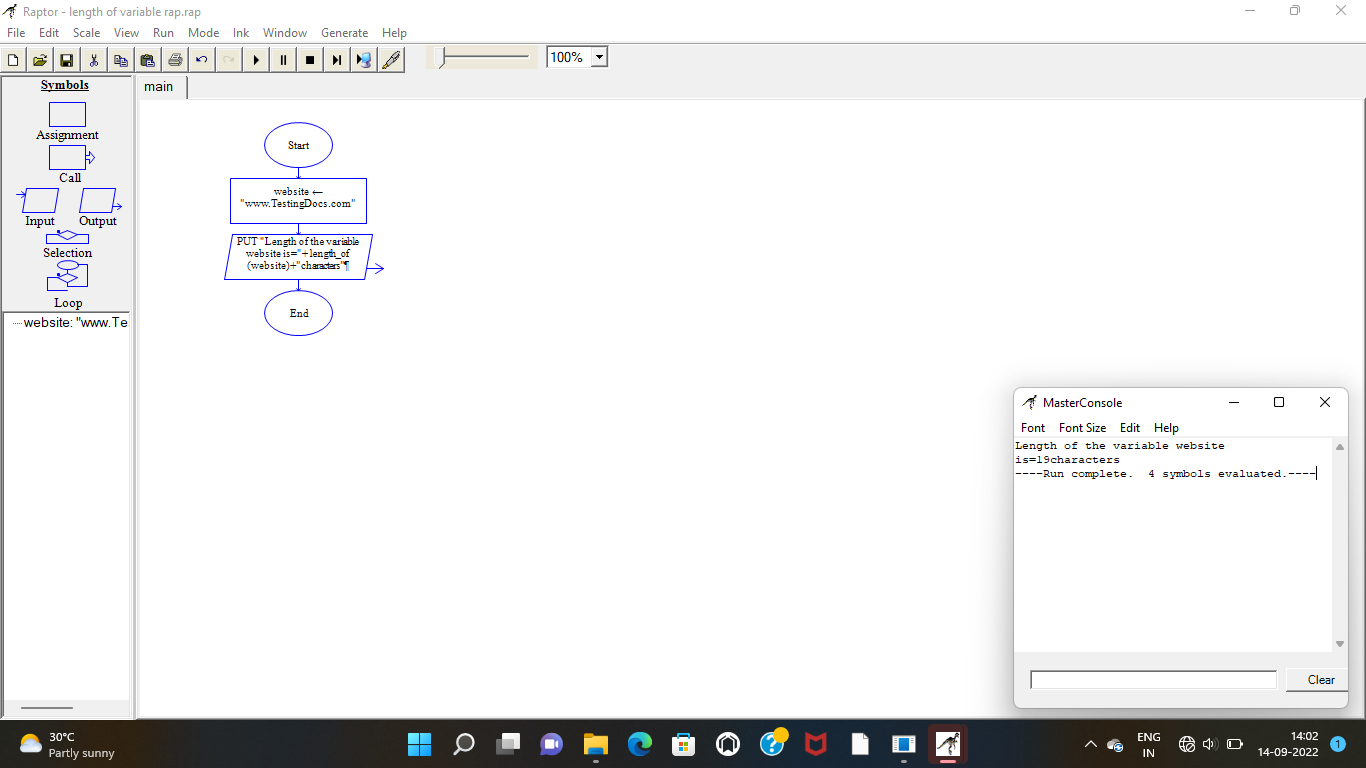 Raptor - length of variable rap.rap
File Edit Scale View Run Mode Ink Window Generate Help
100%
Symbols
Assignment
Call
Input Output
Selection
Loop
website: "www.Te
main
Start
website ←
"www.TestingDocs.com"
PUT "Length of the variable
website is="+length_of
(website)+"characters"¶
End
MasterConsole
Font Font Size Edit Help
Length of the variable website
is=19characters
----Run complete.  4 symbols evaluated.----
Clear
30°C
Partly sunny
ENG
IN
14:02
14-09-2022
1